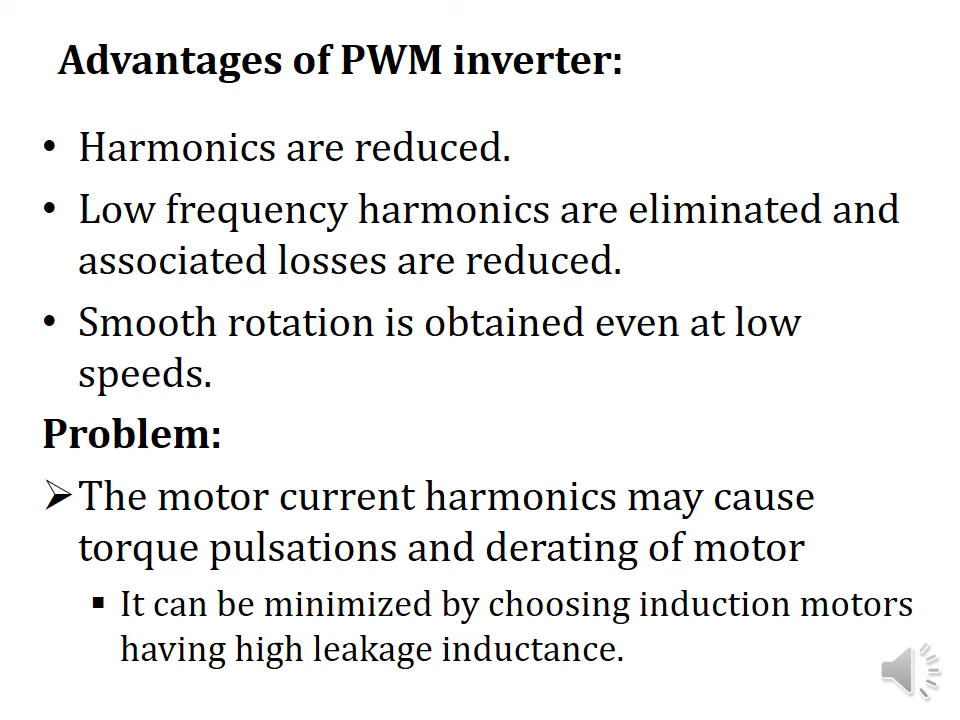 Advantages of PWM inverter:
• Harmonics are reduced.
• Low frequency harmonics are eliminated and
associated losses are reduced.
• Smooth rotation is obtained even at low
speeds.
Problem:
➢ The motor current harmonics may cause
torque pulsations and derating of motor
▪ It can be minimized by choosing induction motors
having high leakage inductance.